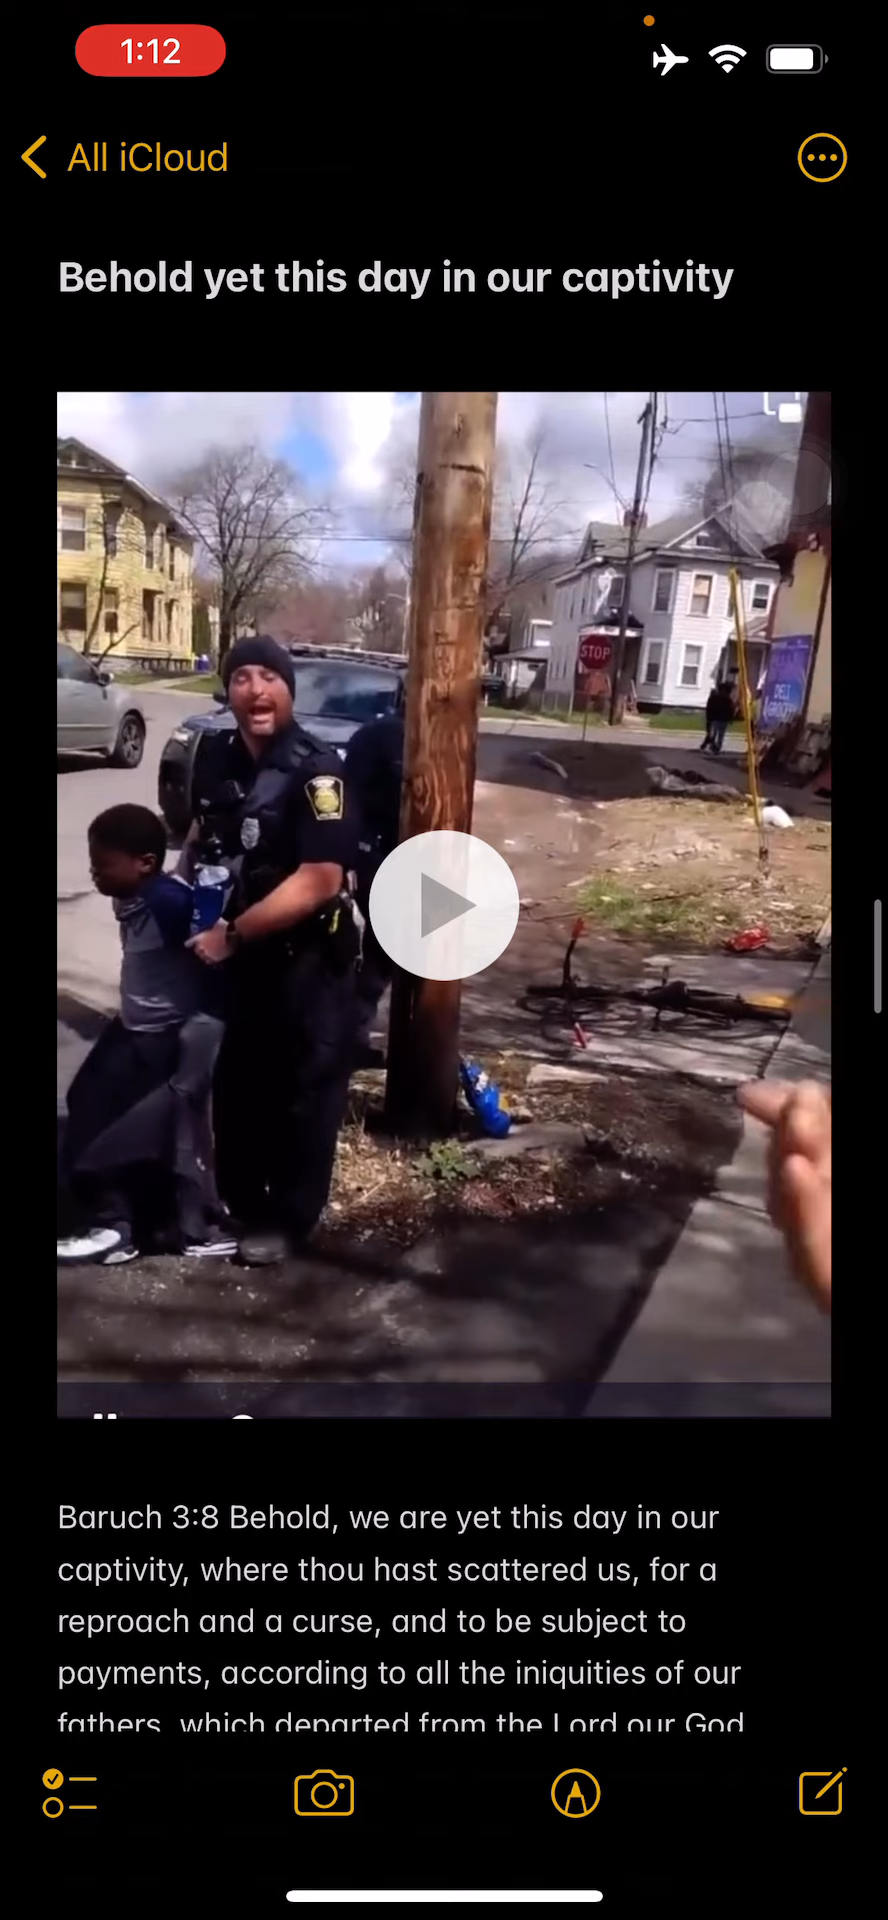 1:12
All iCloud
Behold yet this day in our captivity
STOP
DELI
GROCERY
Baruch 3:8 Behold, we are yet this day in our
captivity, where thou hast scattered us, for a
reproach and a curse, and to be subject to
payments, according to all the iniquities of our
fathers, which departed from the Lord our God